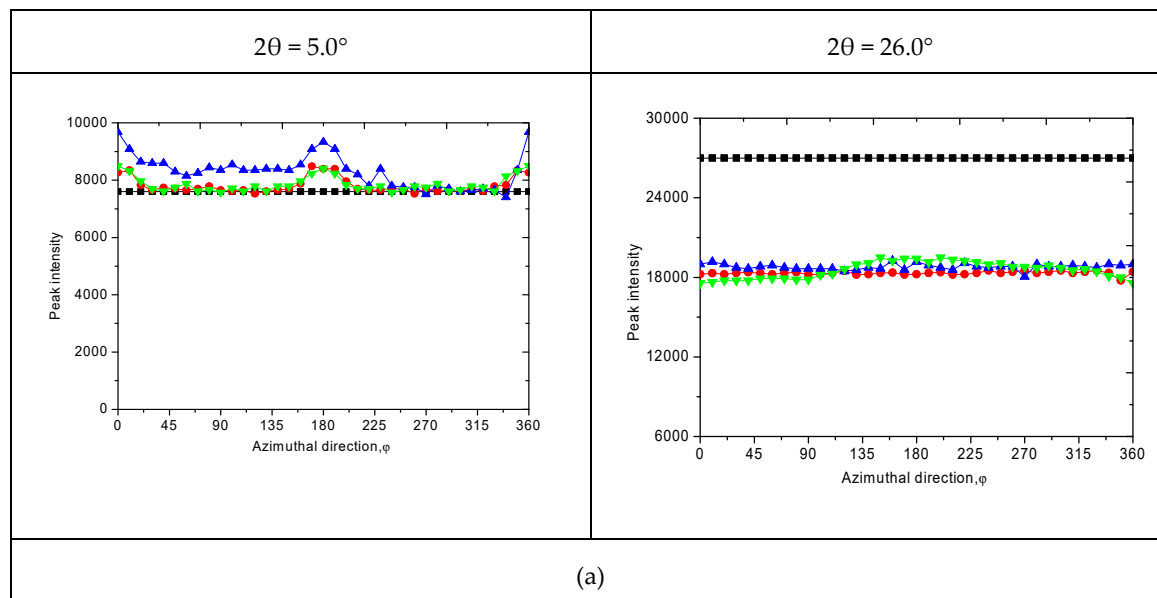 2θ = 5.0°
2θ = 26.0°
10000
8000
6000
4000
2000
0
Peak intensity
0 45 90 135 180 225 270 315 360
Azimuthal direction,φ
30000
24000
18000
12000
6000
Peak intensity
0 45 90 135 180 225 270 315 360
Azimuthal direction,φ
(a)